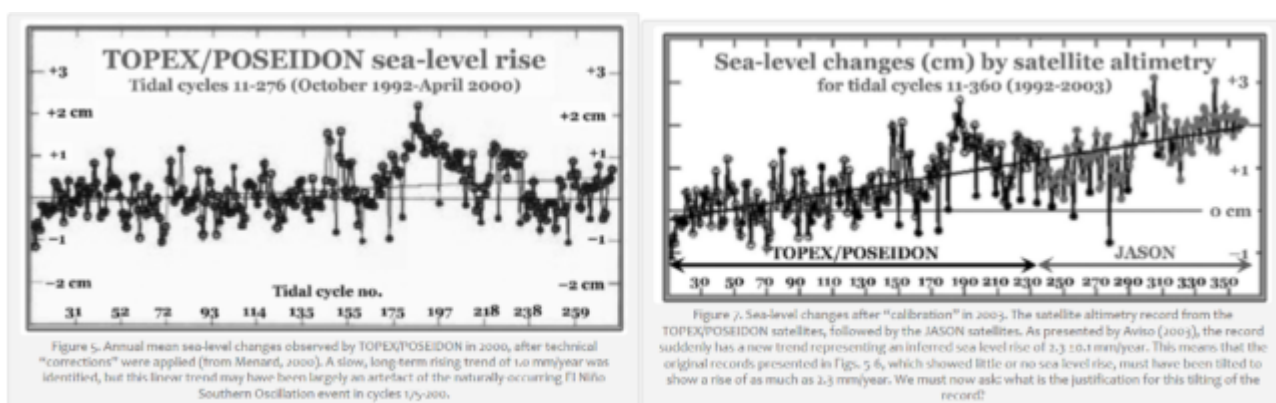 TOPEX/POSEIDON sea-level rise
Tidal cycles 11-276 (October 1992-April 2000)
+3 +3
+2 cm +2 cm
+1 +1
−1 −1
−2 cm −2 cm
Tidal cycle no.
31 52 72 93 114 134 155 175 197 218 238 259
Figure 5. Annual mean sea-level changes observed by TOPEX/POSEIDON in 2000, after technical
"corrections" were applied (from Menard, 2000). A slow, long-term rising trend of 1.0 mm/year was
identified, but this linear trend may have been largely an artefact of the naturally occurring El Niño
Southern Oscillation event in cycles 175-200.
Sea-level changes (cm) by satellite altimetry
for tidal cycles 11-360 (1992-2003)
+3
+1
0 cm
−1
TOPEX/POSEIDON JASON
30 50 70 90 110 130 150 170 190 210 230 250 270 290 310 330 350
Figure 7. Sea-level changes after "calibration" in 2003. The satellite altimetry record from the
TOPEX/POSEIDON satellites, followed by the JASON satellites. As presented by Aviso (2003), the record
suddenly has a new trend representing an inferred sea level rise of 2.3 ±0.1 mm/year. This means that the
original records presented in Figs. 5-6, which showed little or no sea level rise, must have been tilted to
show a rise of as much as 2.3 mm/year. We must now ask: what is the justification for this tilting of the
record?